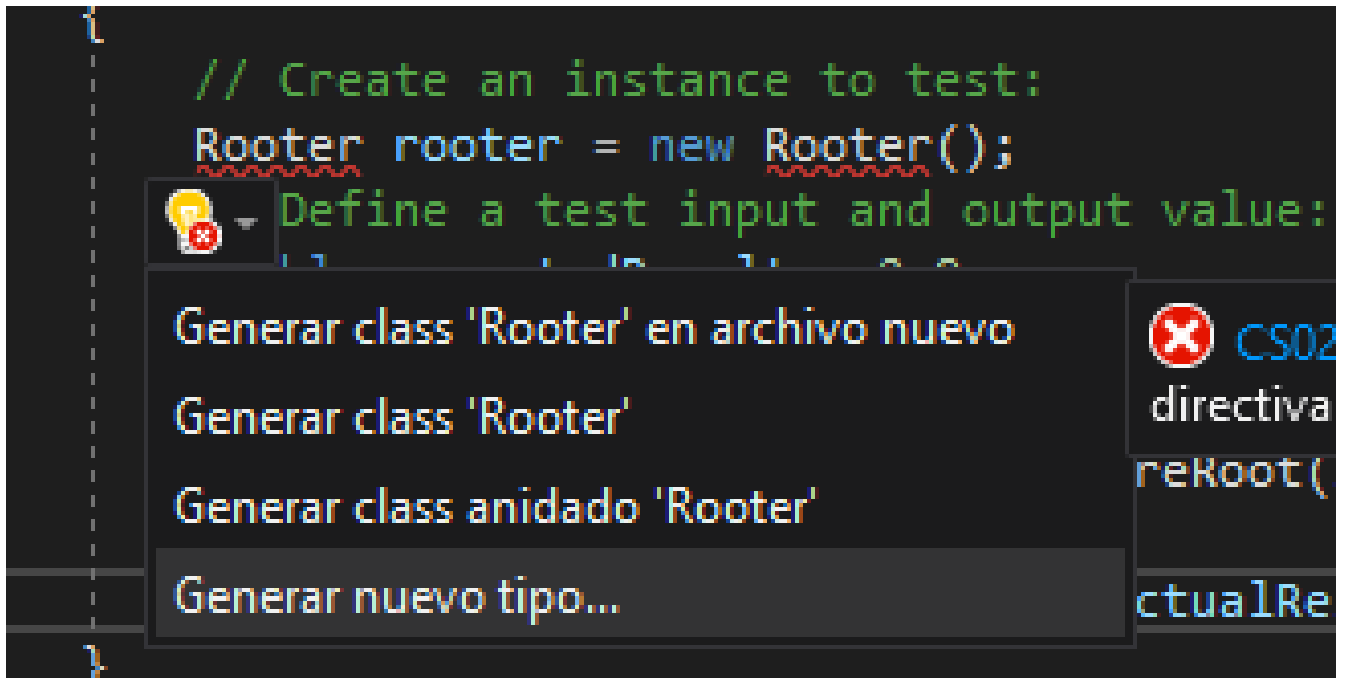 {
// Create an instance to test:
Rooter rooter = new Rooter();
Define a test input and output value:
Generar class 'Rooter' en archivo nuevo
CS02
Generar class 'Rooter'
directiva
Generar class anidado 'Rooter'
reRoot(
Generar nuevo tipo...
ctualRe
}